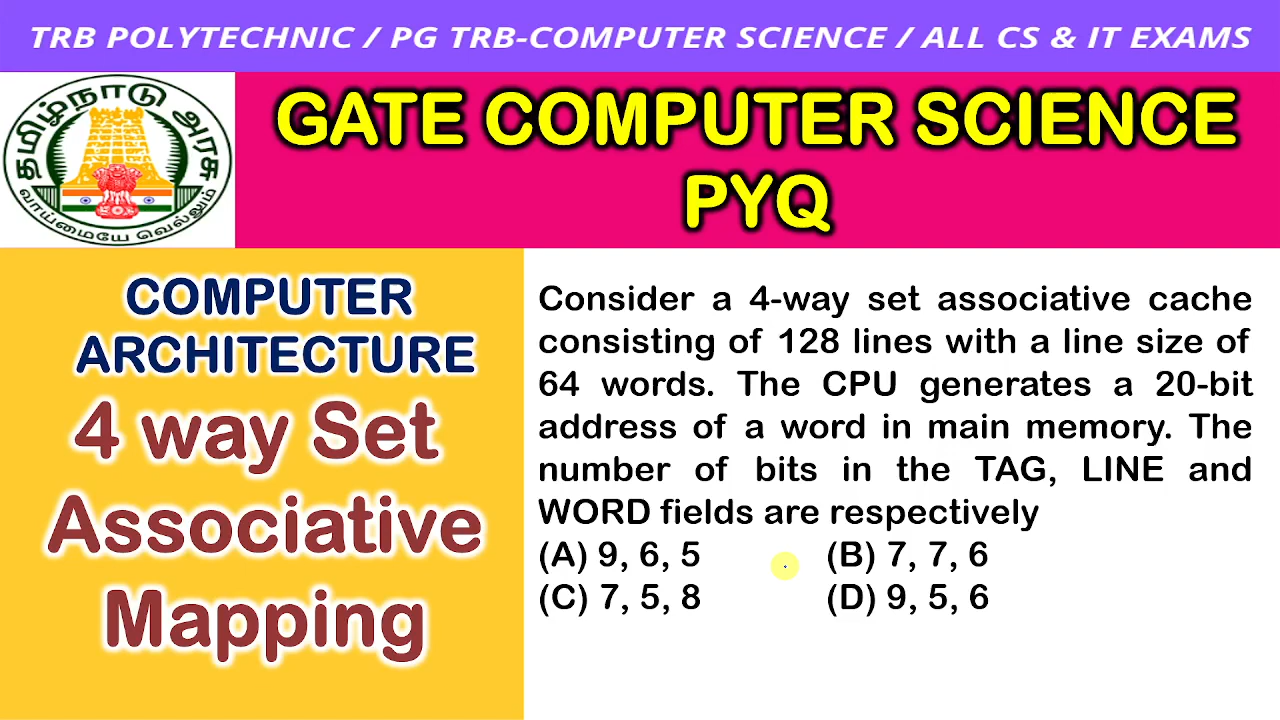 TRB POLYTECHNIC / PG TRB-COMPUTER SCIENCE / ALL CS & IT EXAMS
தமிழ்நாடு அரசு
வாய்மையே வெல்லும்
GATE COMPUTER SCIENCE
PYQ
COMPUTER
ARCHITECTURE
4 way Set
Associative
Mapping
Consider a 4-way set associative cache
consisting of 128 lines with a line size of
64 words. The CPU generates a 20-bit
address of a word in main memory. The
number of bits in the TAG, LINE and
WORD fields are respectively
(A) 9, 6, 5 (B) 7, 7, 6
(C) 7, 5, 8 (D) 9, 5, 6